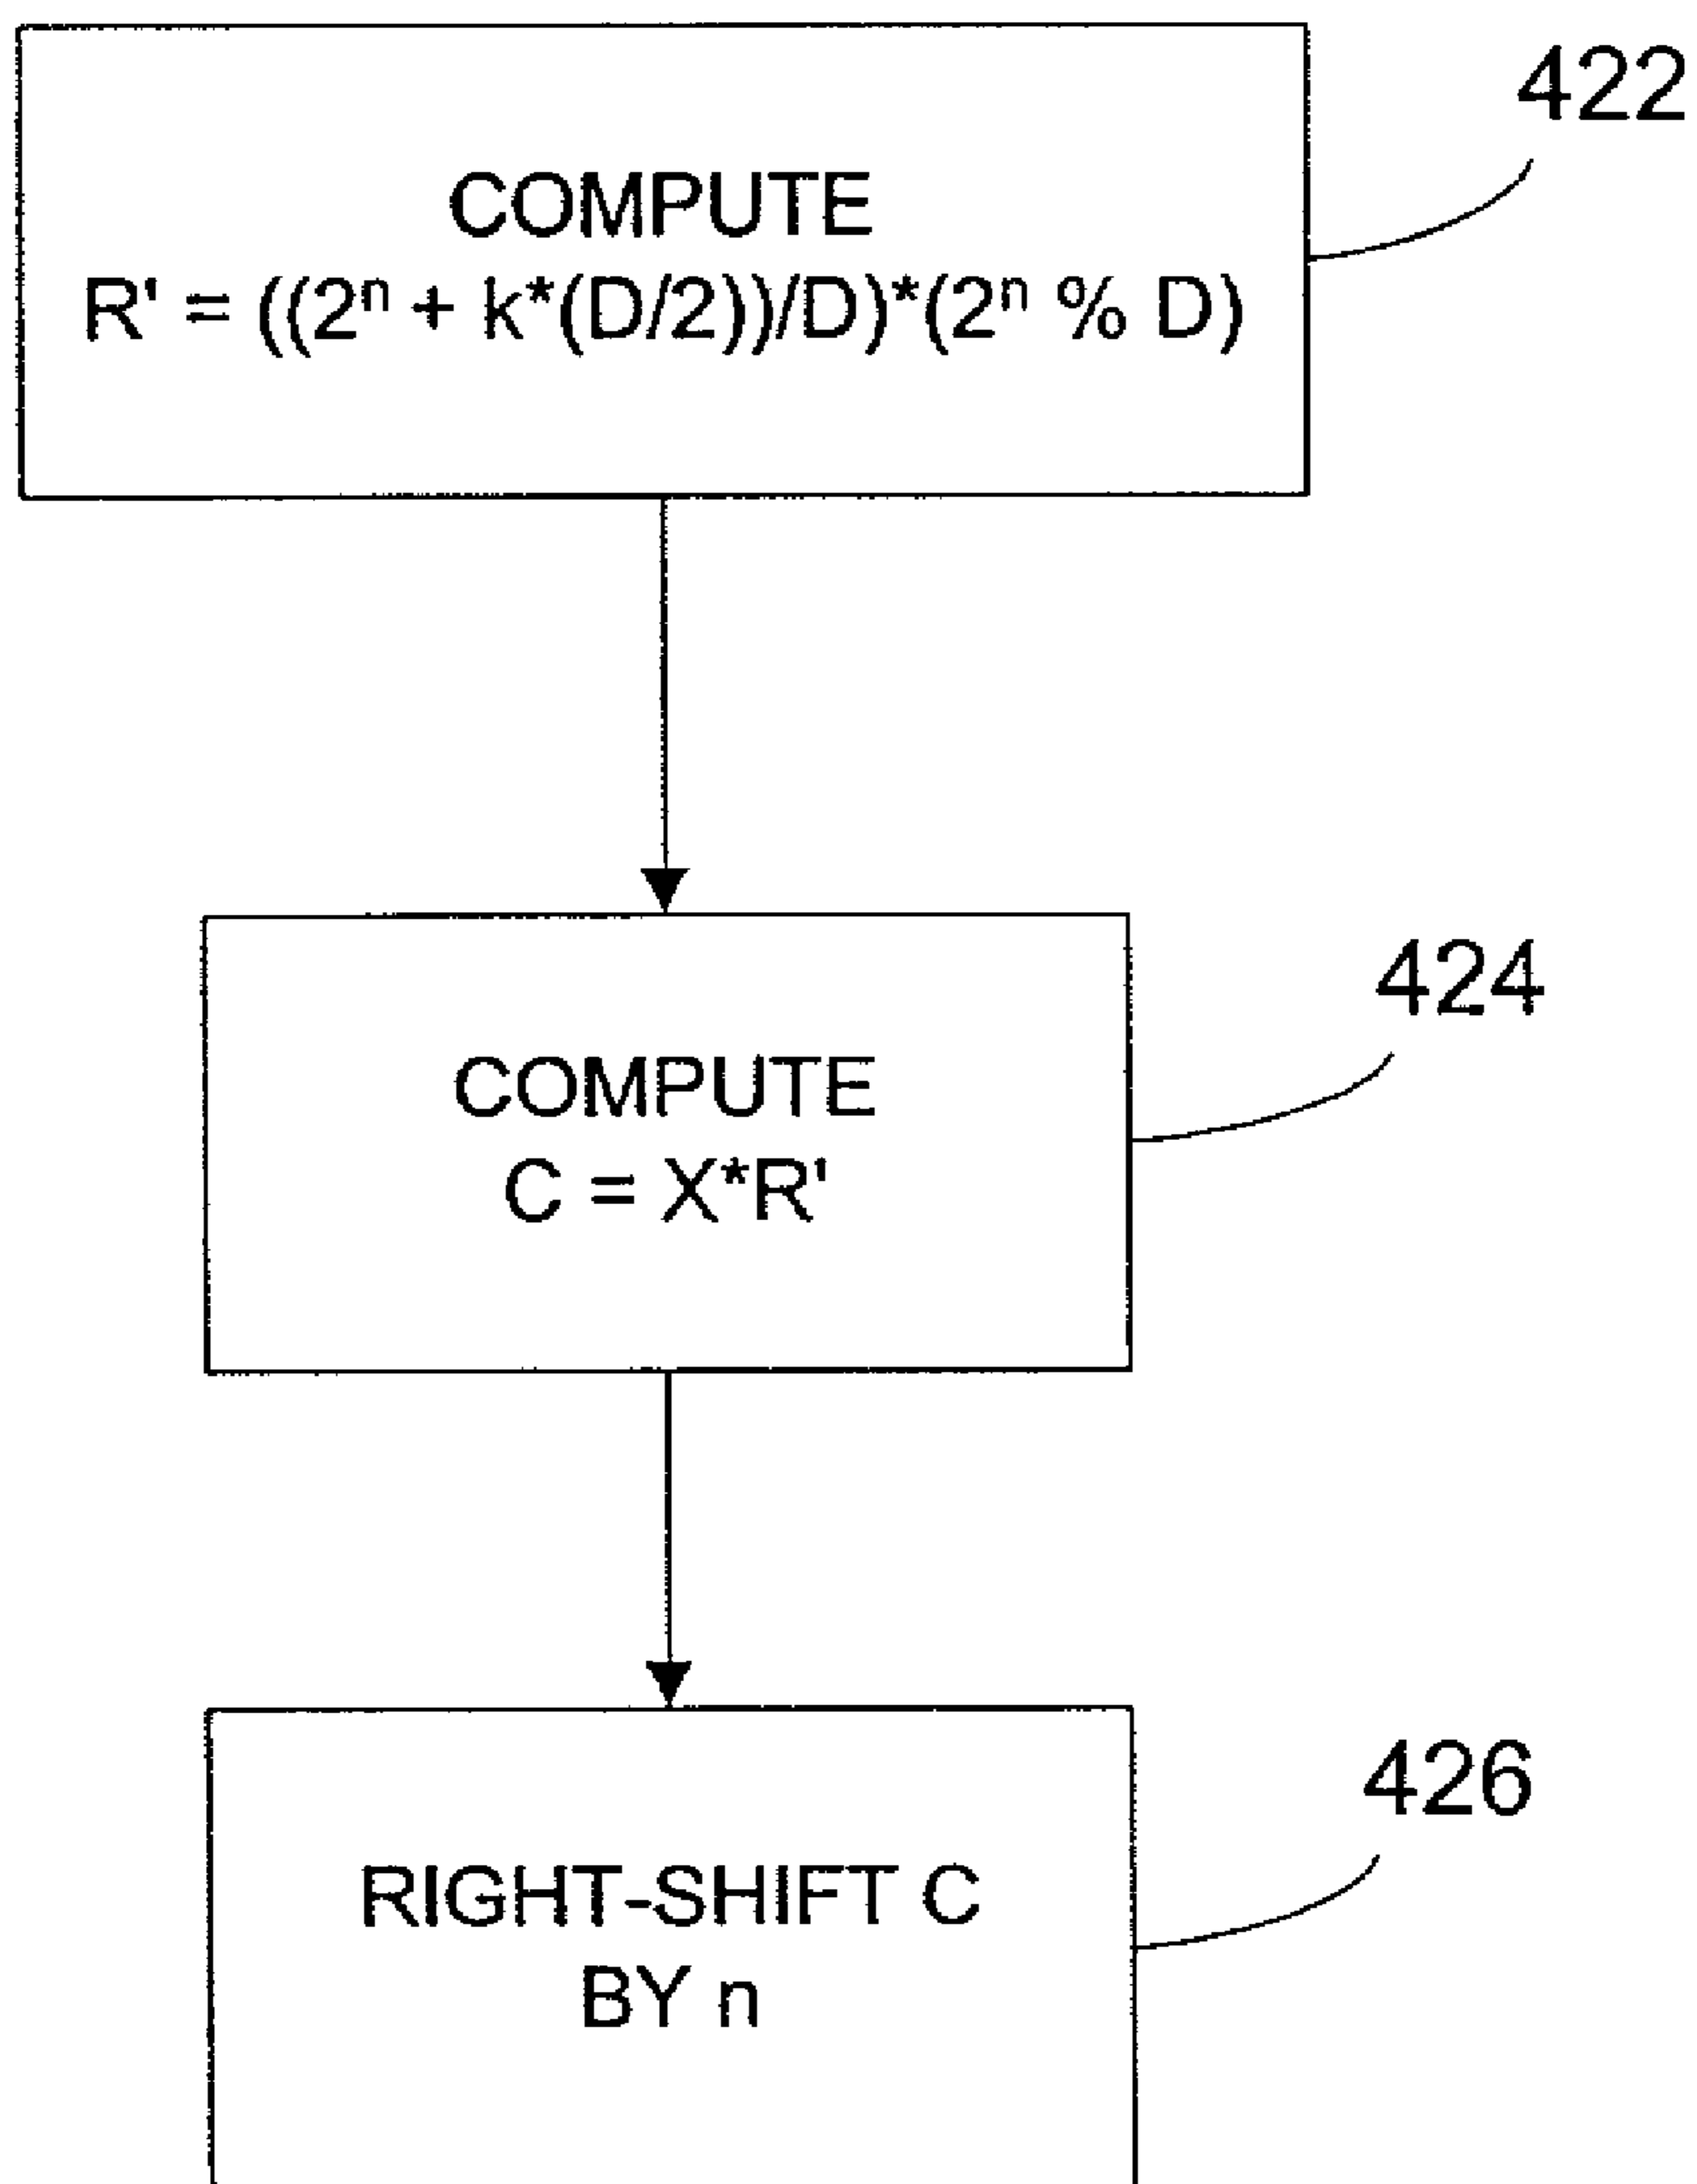 422
COMPUTE
R' = ((2ⁿ + k*(D/2))/D)*(2ⁿ % D)
424
COMPUTE
C = X*R'
426
RIGHT-SHIFT C
BY n